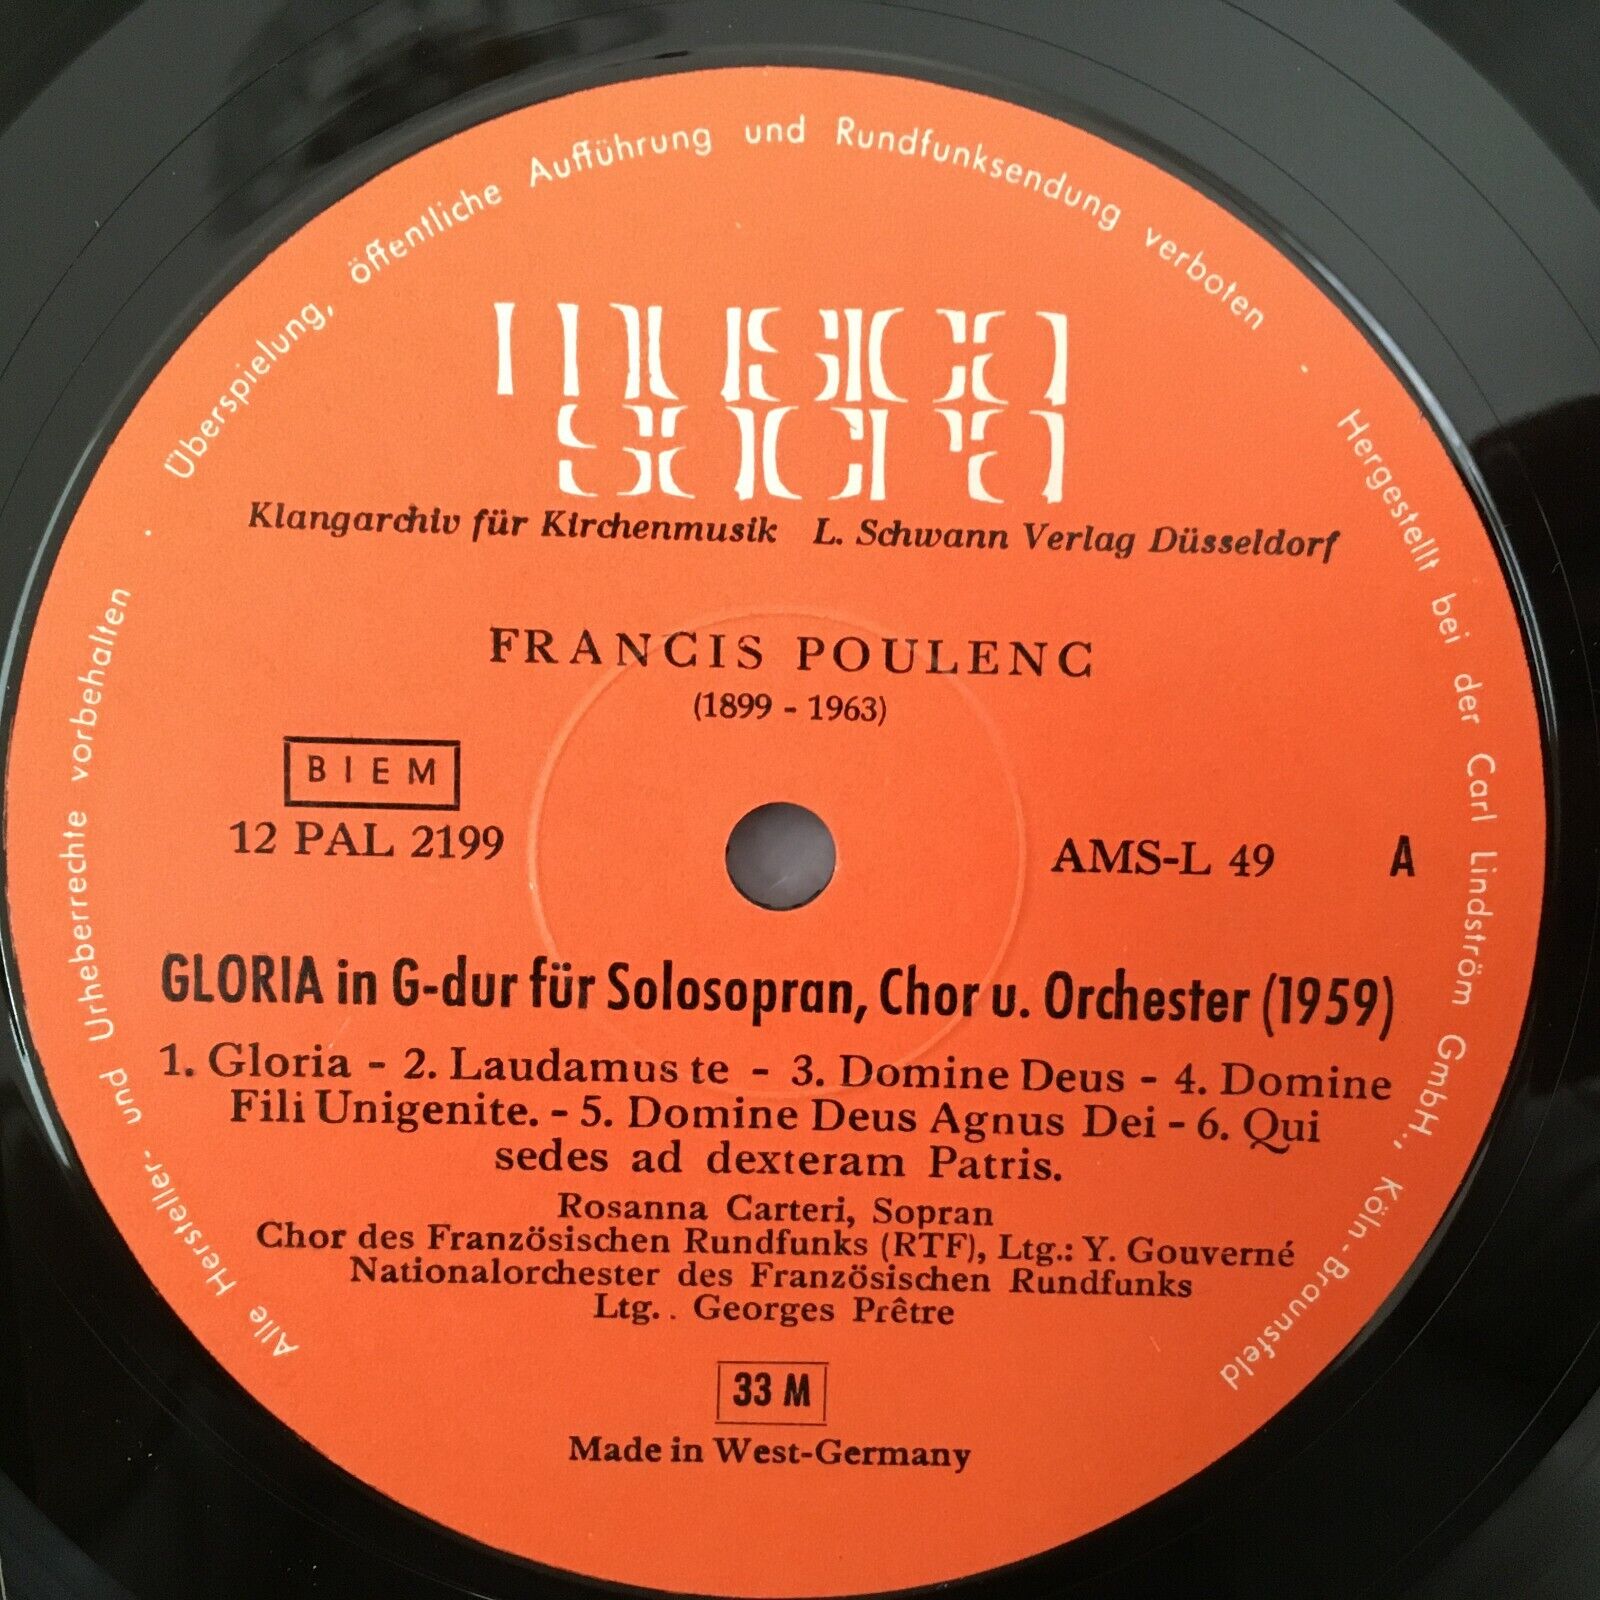 Alle Hersteller- und Urheberrechte vorbehalten · Überspielung, öffentliche Aufführung und Rundfunksendung verboten · Hergestellt bei der Carl Lindström GmbH., Köln-Braunsfeld
musica
sacra
Klangarchiv für Kirchenmusik L. Schwann Verlag Düsseldorf
FRANCIS POULENC
(1899 - 1963)
BIEM
12 PAL 2199 AMS-L 49 A
GLORIA in G-dur für Solosopran, Chor u. Orchester (1959)
1. Gloria - 2. Laudamus te - 3. Domine Deus - 4. Domine
Fili Unigenite. - 5. Domine Deus Agnus Dei - 6. Qui
sedes ad dexteram Patris.
Rosanna Carteri, Sopran
Chor des Französischen Rundfunks (RTF), Ltg.: Y. Gouverné
Nationalorchester des Französischen Rundfunks
Ltg. . Georges Prêtre
33 M
Made in West-Germany